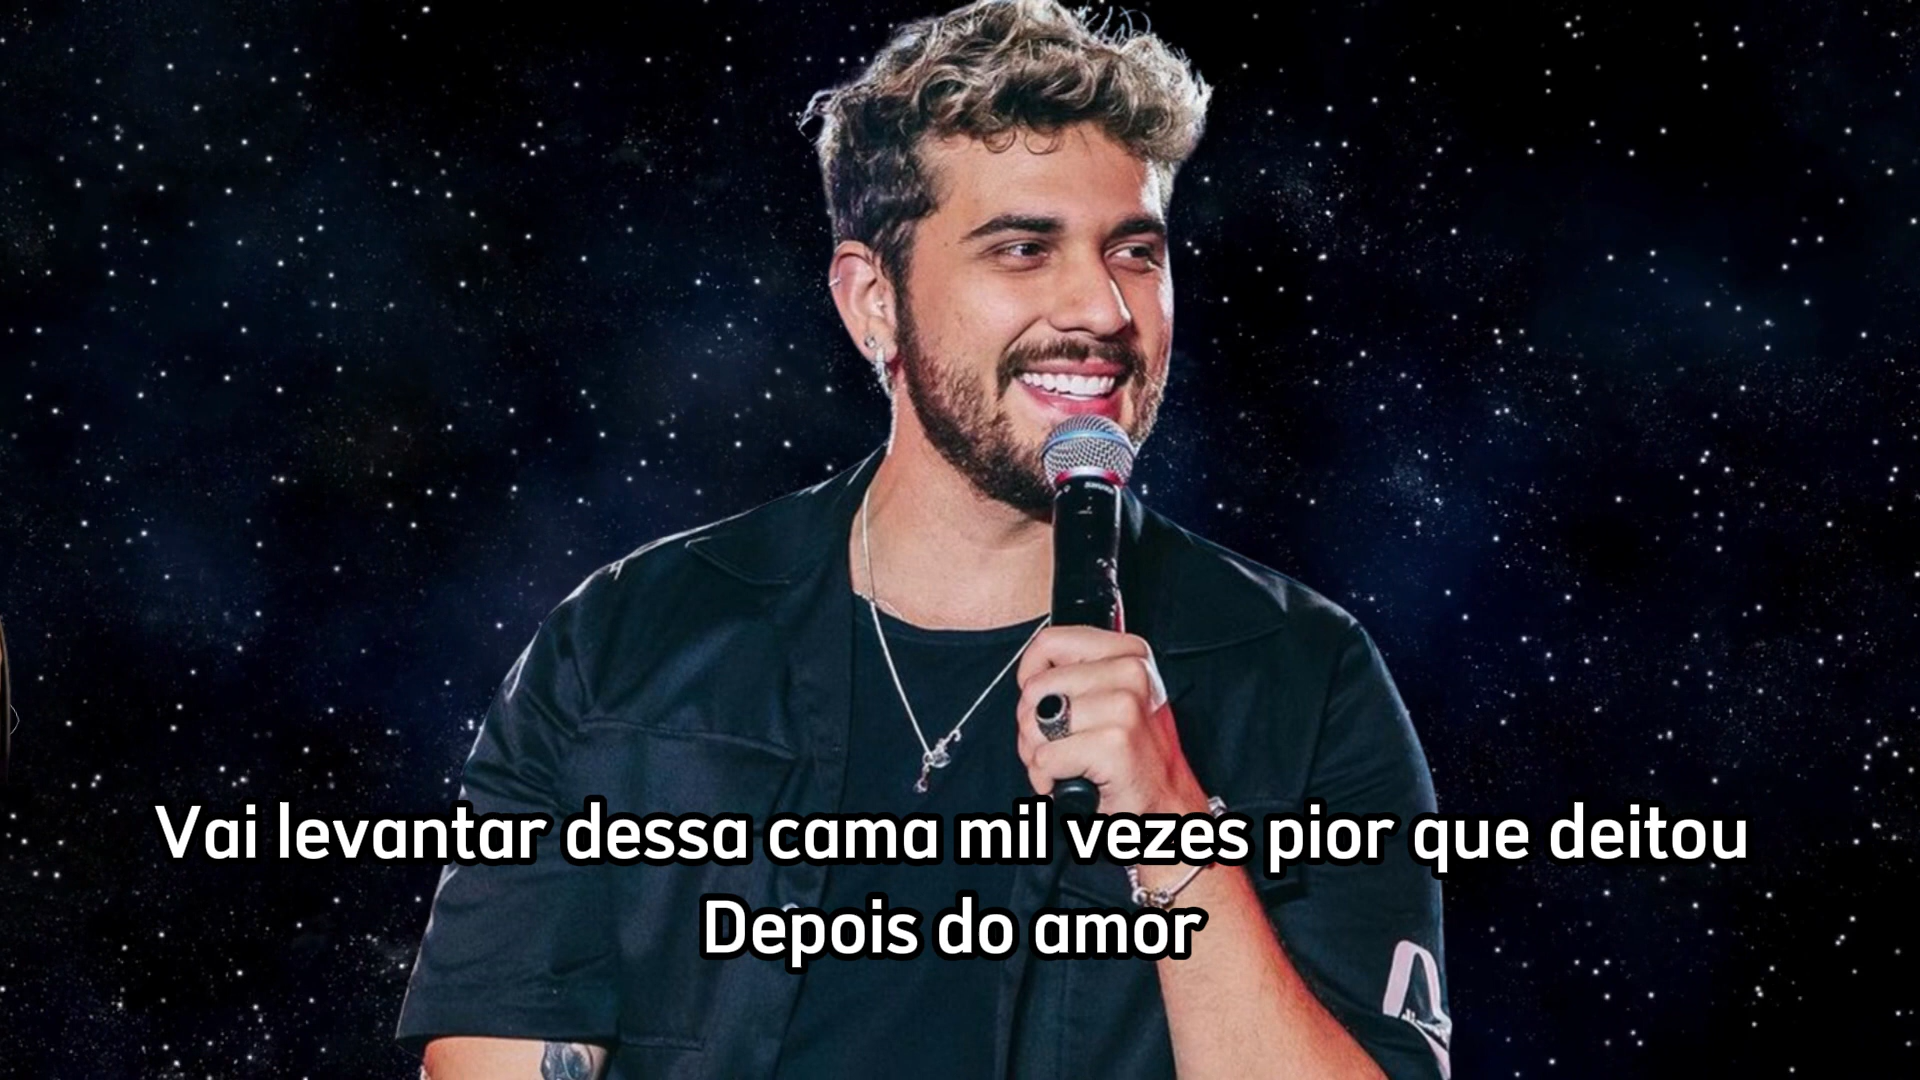 Vai levantar dessa cama mil vezes pior que deitou
Depois do amor